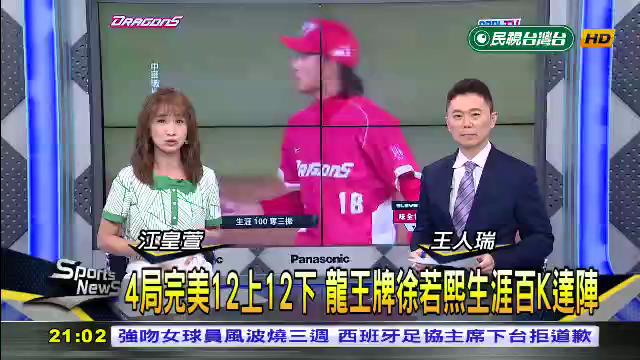 DRAGONS
民視台灣台 HD
DRAGONS
18
生涯100奪三振
Panasonic
江皇萱 王人瑞
Sports News
4局完美12上12下 龍王牌徐若熙生涯百K達陣
21:02 強吻女球員風波燒三週 西班牙足協主席下台拒道歉